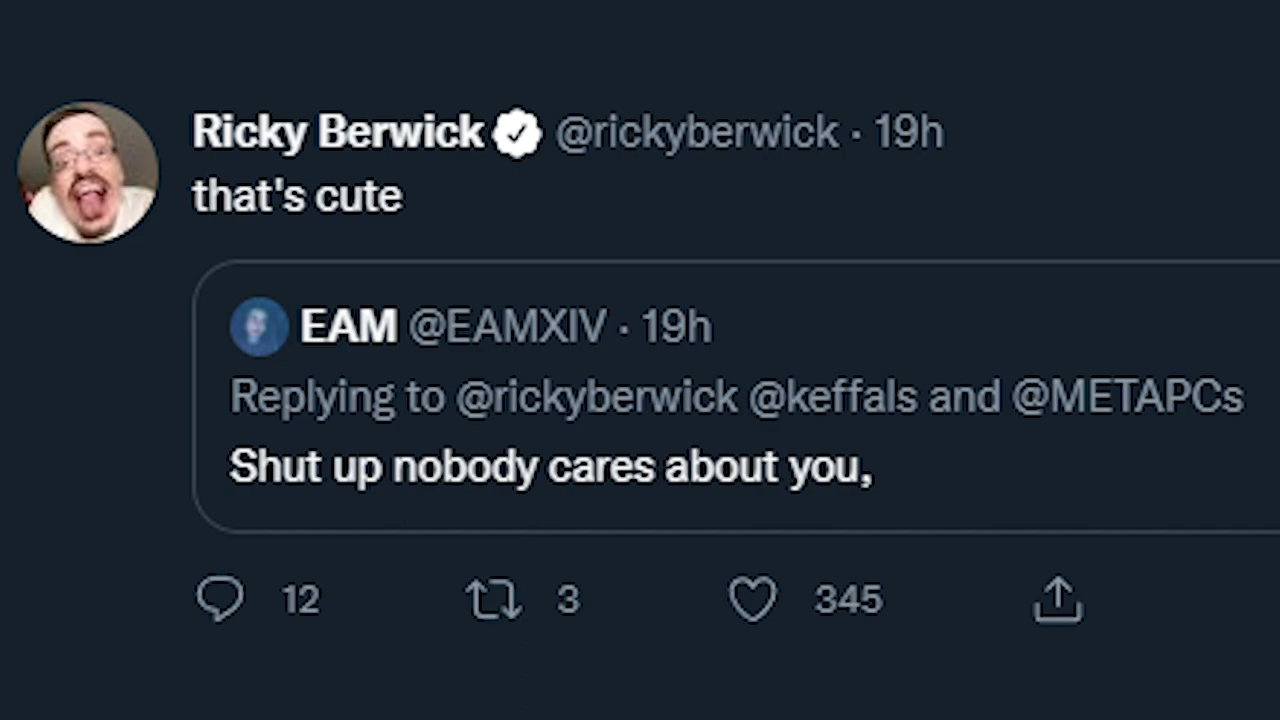 Ricky Berwick @rickyberwick · 19h
that's cute
EAM @EAMXIV · 19h
Replying to @rickyberwick @keffals and @METAPCs
Shut up nobody cares about you,
12 3 345